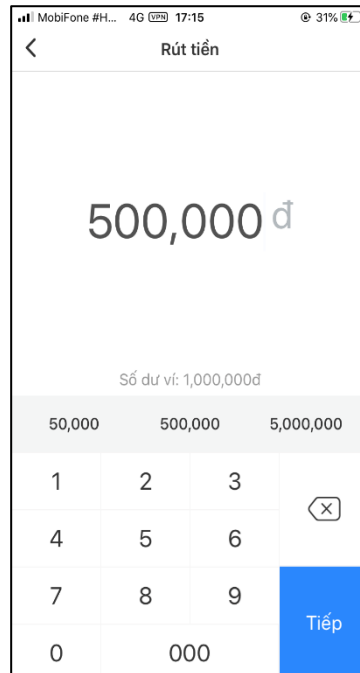 MobiFone #H... 4G VPN 17:15 31%
Rút tiền
500,000 đ
Số dư ví: 1,000,000đ
50,000 500,000 5,000,000
1 2 3
4 5 6
7 8 9
Tiếp
0 000